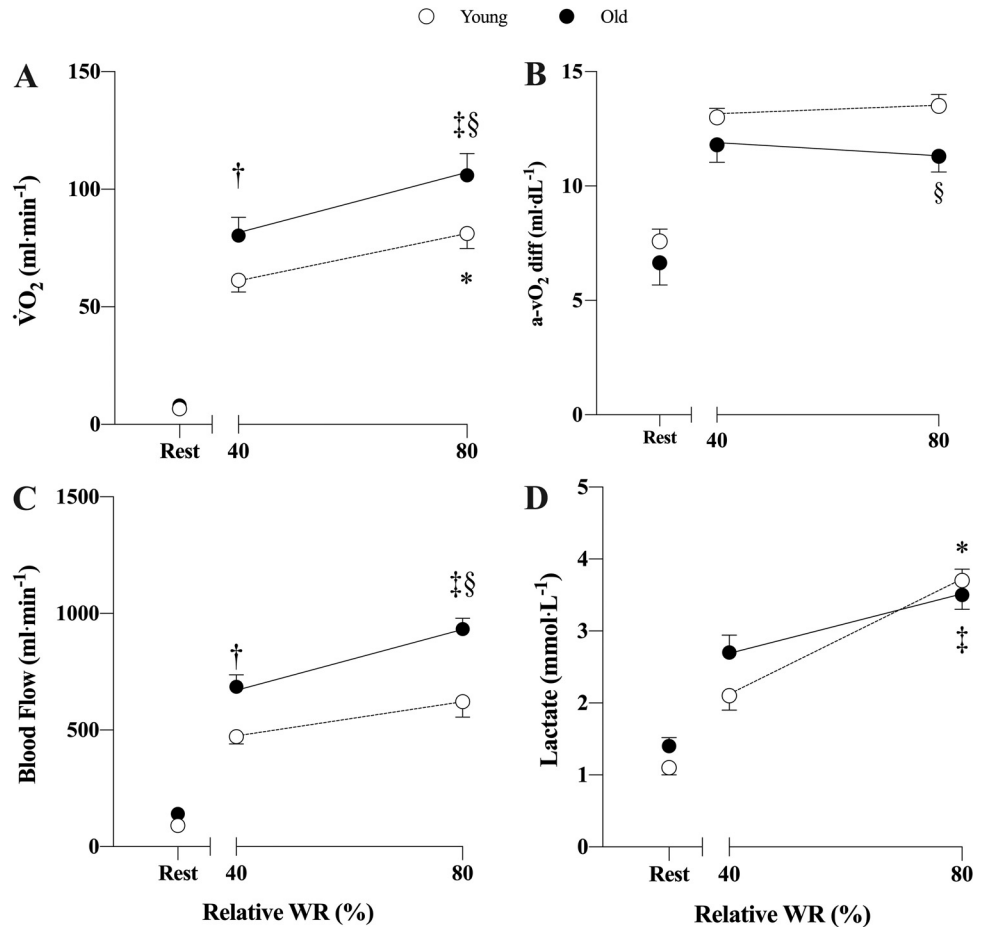 Young Old
A
150
100
50
0
V̇O₂ (ml·min⁻¹)
†
‡§
*
Rest 40 80
B
15
10
5
0
a-vO₂ diff (ml·dL⁻¹)
§
Rest 40 80
C
1500
1000
500
0
Blood Flow (ml·min⁻¹)
†
‡§
Rest 40 80
Relative WR (%)
D
5
4
3
2
1
0
Lactate (mmol·L⁻¹)
*
‡
Rest 40 80
Relative WR (%)